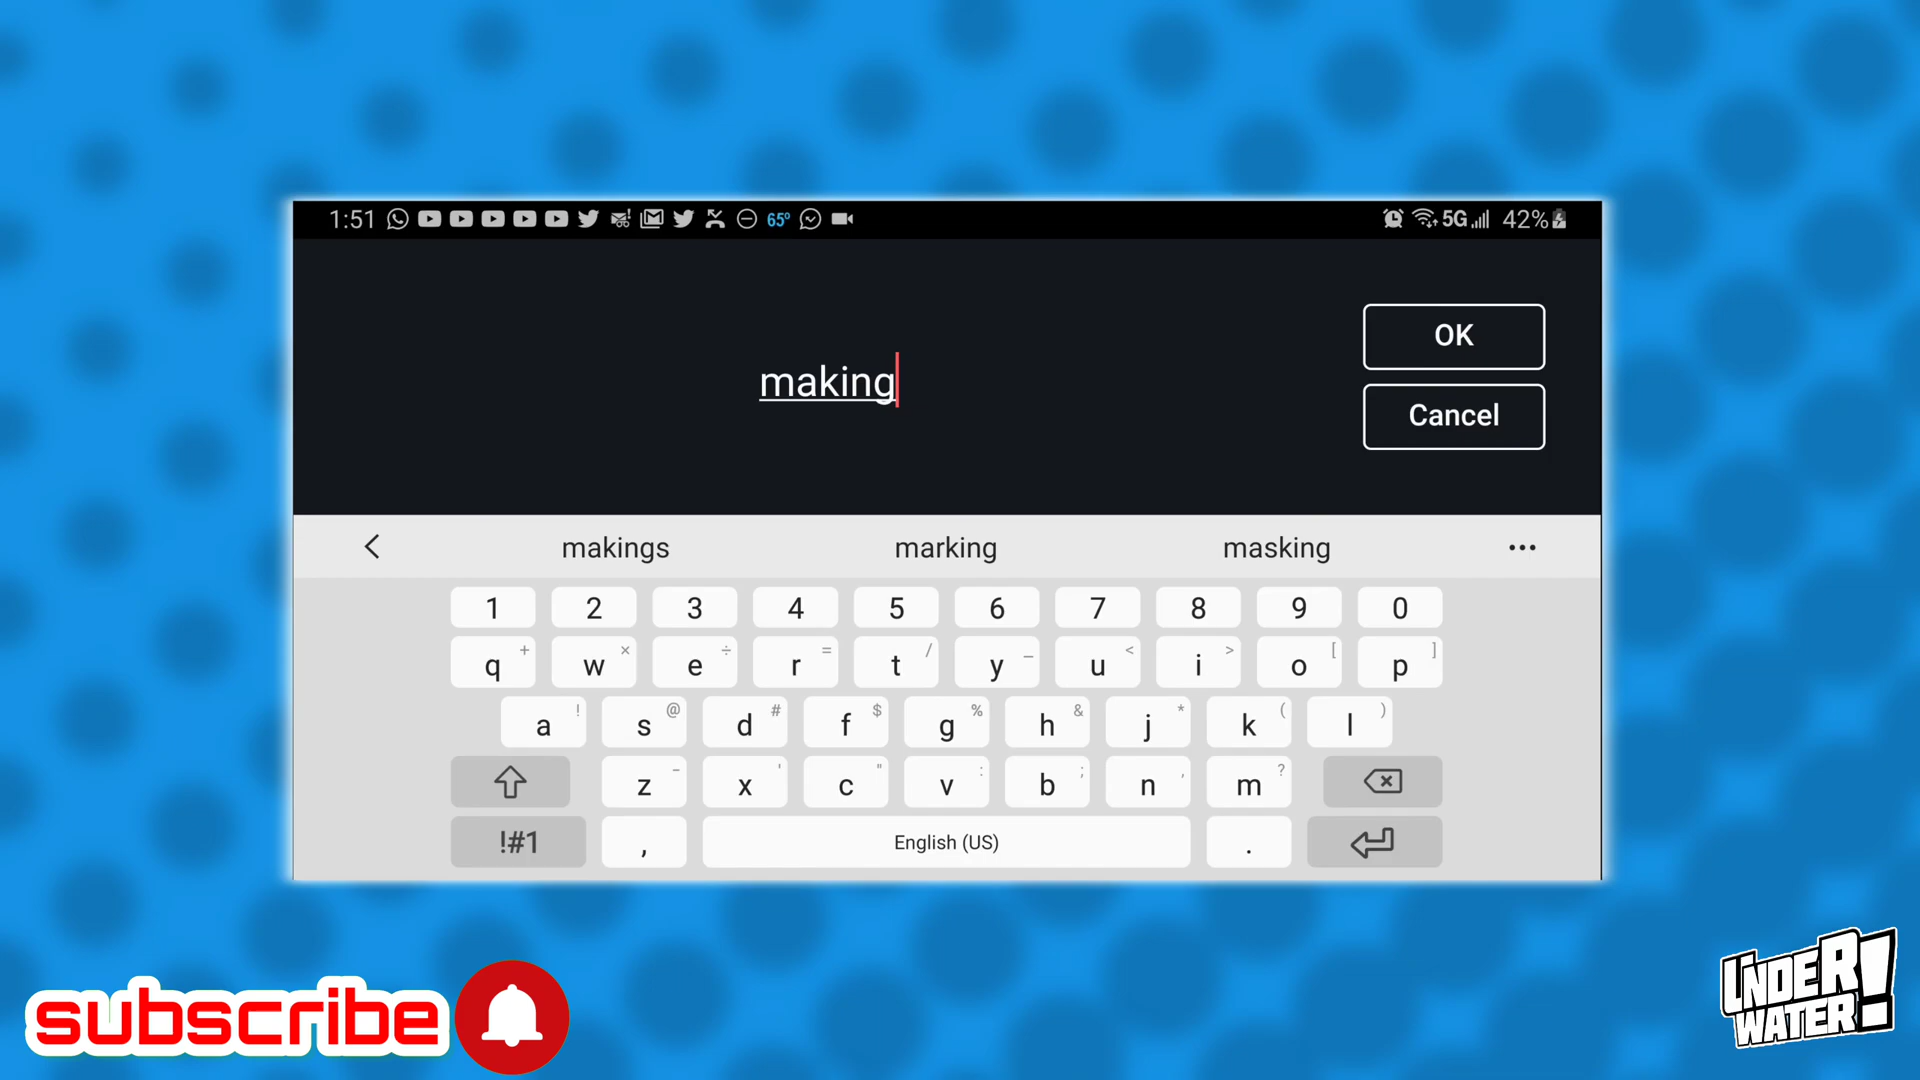 1:51 65° 5G 42%
OK
making
Cancel
makings marking masking
1 2 3 4 5 6 7 8 9 0
q + w × e ÷ r = t / y _ u < i > o [ p ]
a ! s @ d # f $ g % h & j * k ( l )
z - x ' c " v : b ; n , m ?
!#1 , English (US) .
subscribe
UNDER
WATER!